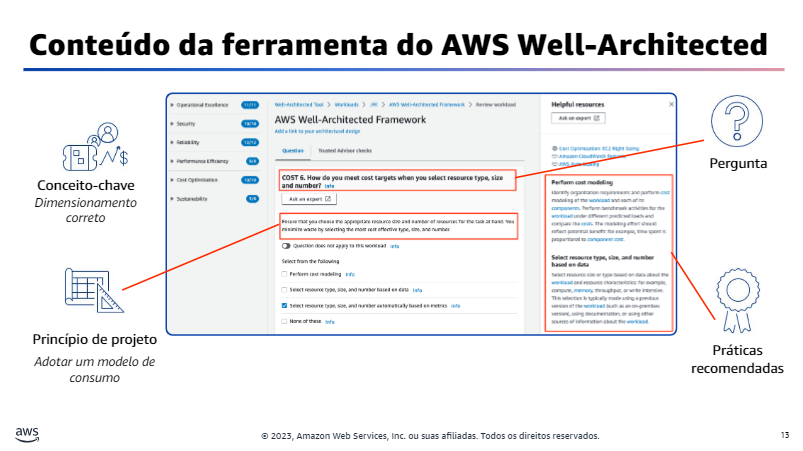 Conteúdo da ferramenta do AWS Well-Architected
Conceito-chave
Dimensionamento
correto
Princípio de projeto
Adotar um modelo de
consumo
Operational Excellence 11/11
Security 10/10
Reliability
Performance Efficiency
Cost Optimization 10/10
Sustainability
Well-Architected Tool > Workloads > > AWS Well-Architected Framework > Review workload
AWS Well-Architected Framework
Add a link to your architectural design
Question Trusted Advisor checks
COST 6. How do you meet cost targets when you select resource type, size
and number? Info
Ask an expert
Ensure that you choose the appropriate resource size and number of resources for the task at hand. You
minimize waste by selecting the most cost effective type, size, and number.
Question does not apply to this workload Info
Select from the following
Perform cost modeling Info
Select resource type, size, and number based on data Info
Select resource type, size, and number automatically based on metrics Info
None of these Info
Helpful resources
Ask an expert
Cost Optimization: EC2 Right Sizing
Amazon CloudWatch features
AWS Auto Scaling
Perform cost modeling
Identify organization requirements and perform cost
modeling of the workload and each of its
components. Perform benchmark activities for the
workload under different predicted loads and
compare the costs. The modeling effort should
reflect potential benefit: for example, time spent is
proportional to component cost.
Select resource type, size, and number
based on data
Select resource size or type based on data about the
workload and resource characteristics: for example,
compute, memory, throughput, or write intensive.
This selection is typically made using a previous
version of the workload (such as an on-premises
version), using documentation, or using other
sources of information about the workload.
Pergunta
Práticas
recomendadas
aws
© 2023, Amazon Web Services, Inc. ou suas afiliadas. Todos os direitos reservados.
13